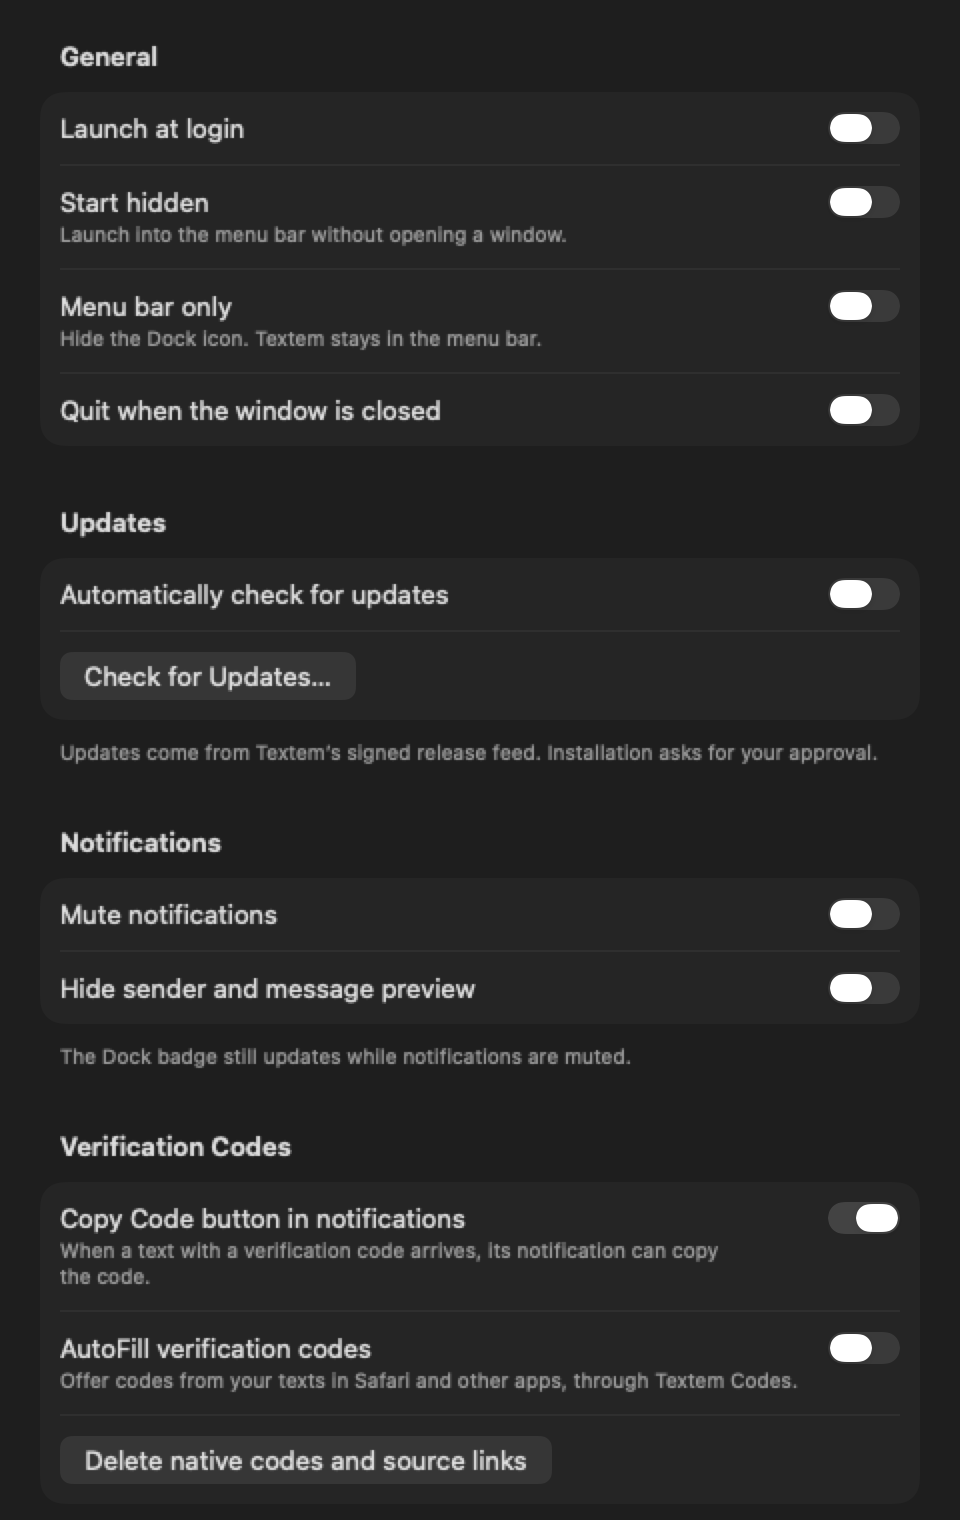 General
Launch at login
Start hidden
Launch into the menu bar without opening a window.
Menu bar only
Hide the Dock icon. Textem stays in the menu bar.
Quit when the window is closed
Updates
Automatically check for updates
Check for Updates...
Updates come from Textem's signed release feed. Installation asks for your approval.
Notifications
Mute notifications
Hide sender and message preview
The Dock badge still updates while notifications are muted.
Verification Codes
Copy Code button in notifications
When a text with a verification code arrives, its notification can copy
the code.
AutoFill verification codes
Offer codes from your texts in Safari and other apps, through Textem Codes.
Delete native codes and source links